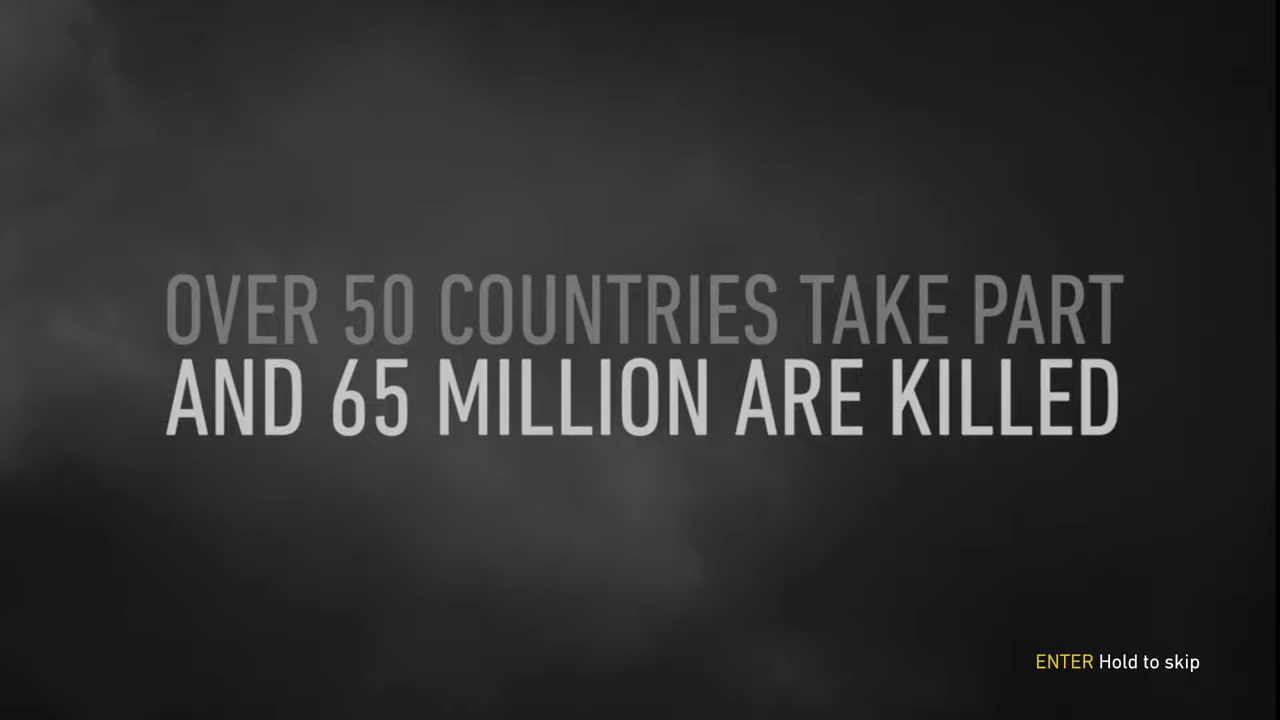 OVER 50 COUNTRIES TAKE PART
AND 65 MILLION ARE KILLED
ENTER Hold to skip